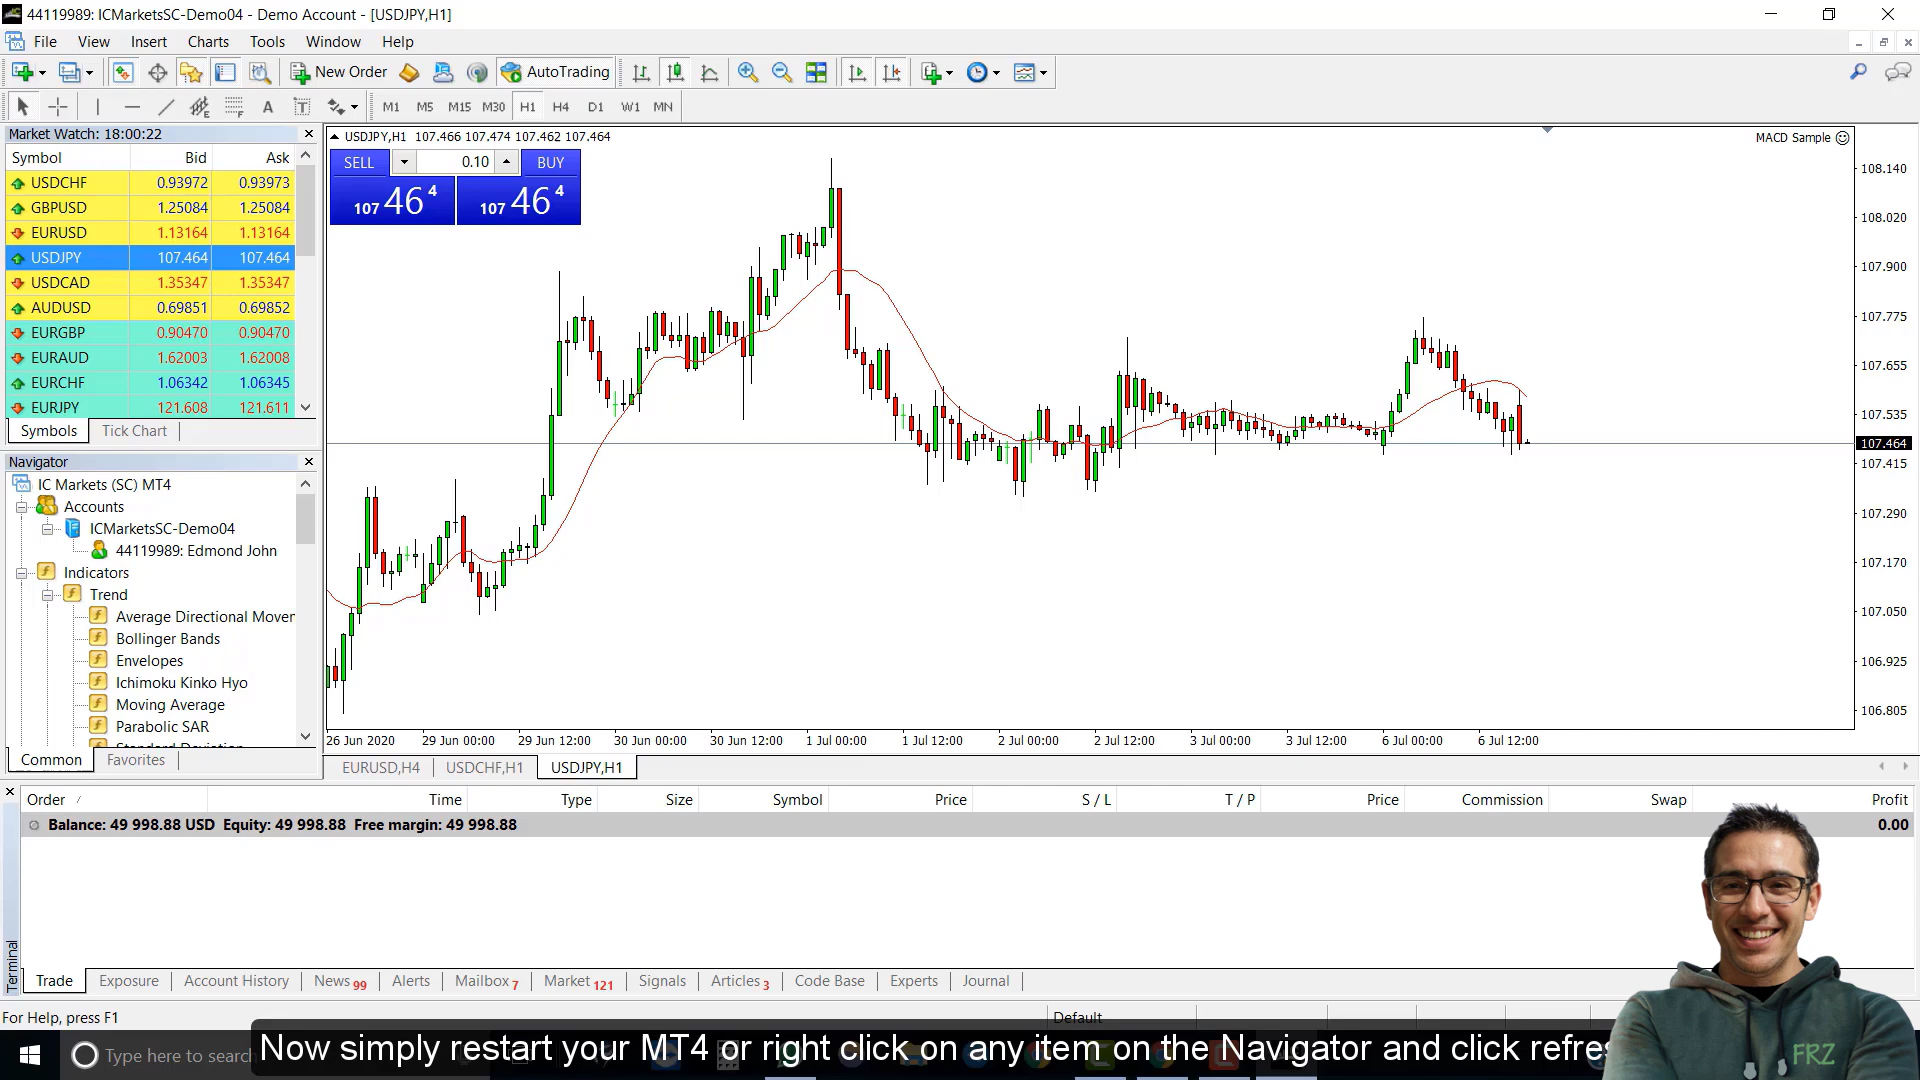 44119989: ICMarketsSC-Demo04 - Demo Account - [USDJPY,H1]
File View Insert Charts Tools Window Help
New Order AutoTrading
A T M1 M5 M15 M30 H1 H4 D1 W1 MN
Market Watch: 18:00:22
Symbol Bid Ask
USDCHF 0.93972 0.93973
GBPUSD 1.25084 1.25084
EURUSD 1.13164 1.13164
USDJPY 107.464 107.464
USDCAD 1.35347 1.35347
AUDUSD 0.69851 0.69852
EURGBP 0.90470 0.90470
EURAUD 1.62003 1.62008
EURCHF 1.06342 1.06345
EURJPY 121.608 121.611
Symbols Tick Chart
Navigator
IC Markets (SC) MT4
Accounts
ICMarketsSC-Demo04
44119989: Edmond John
Indicators
Trend
Average Directional Mover
Bollinger Bands
Envelopes
Ichimoku Kinko Hyo
Moving Average
Parabolic SAR
Common Favorites
USDJPY,H1 107.466 107.474 107.462 107.464
MACD Sample
SELL 0.10 BUY
107 46 4 107 46 4
108.140
108.020
107.900
107.775
107.655
107.535
107.464
107.415
107.290
107.170
107.050
106.925
106.805
26 Jun 2020 29 Jun 00:00 29 Jun 12:00 30 Jun 00:00 30 Jun 12:00 1 Jul 00:00 1 Jul 12:00 2 Jul 00:00 2 Jul 12:00 3 Jul 00:00 3 Jul 12:00 6 Jul 00:00 6 Jul 12:00
EURUSD,H4 USDCHF,H1 USDJPY,H1
Order / Time Type Size Symbol Price S / L T / P Price Commission Swap Profit
Balance: 49 998.88 USD Equity: 49 998.88 Free margin: 49 998.88 0.00
Terminal
Trade Exposure Account History News 99 Alerts Mailbox 7 Market 121 Signals Articles 3 Code Base Experts Journal
For Help, press F1 Default
Type here to search
Now simply restart your MT4 or right click on any item on the Navigator and click refres
FRZ